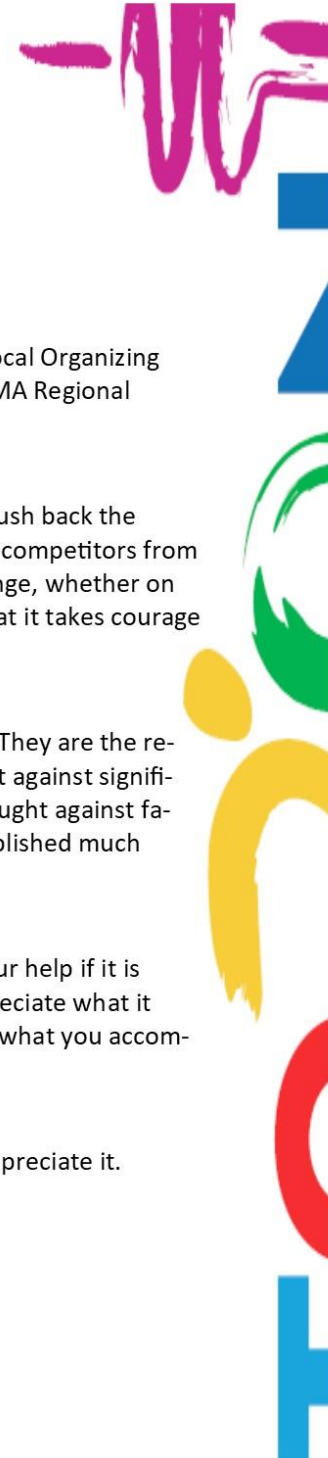 ocal Organizing
MA Regional
ush back the
competitors from
nge, whether on
at it takes courage
They are the re-
t against signifi-
ught against fa-
plished much
ur help if it is
eciate what it
what you accom-
preciate it.